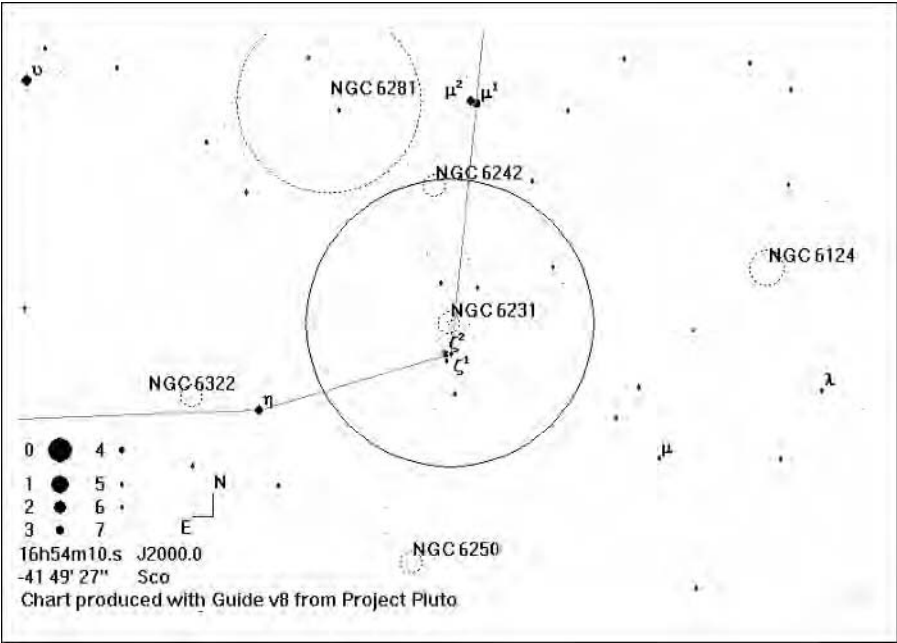 υ
NGC 6281
μ² μ¹
NGC 6242
NGC 6124
NGC 6231
ζ²
ζ¹
NGC 6322
η
λ
μ
0 4
1 5
2 6
3 7
N
E
NGC 6250
16h54m10.s J2000.0
-41 49' 27" Sco
Chart produced with Guide v8 from Project Pluto